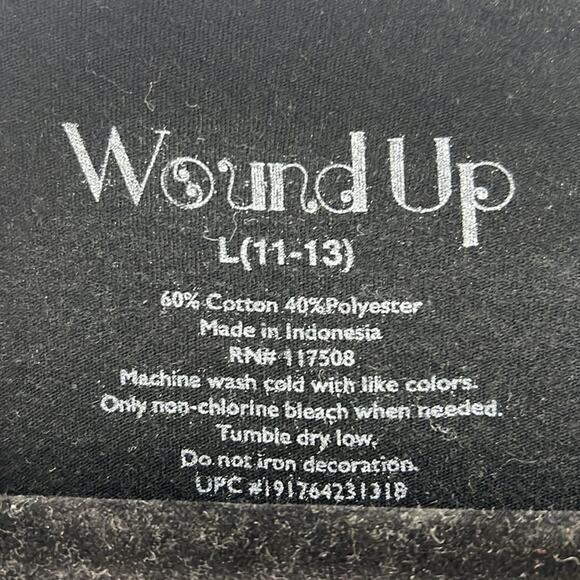 Wound Up
L(11-13)
60% Cotton 40%Polyester
Made in Indonesia
RN# 117508
Machine wash cold with like colors.
Only non-chlorine bleach when needed.
Tumble dry low.
Do not iron decoration.
UPC #191764231318